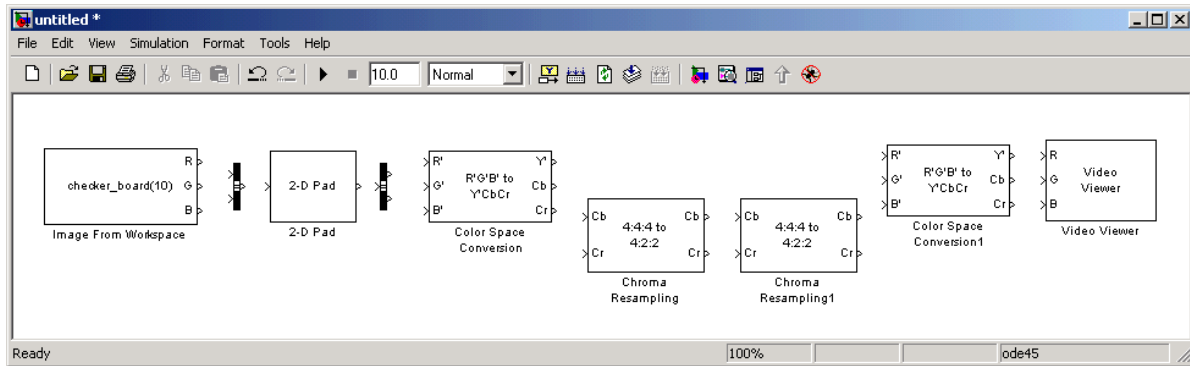 untitled *
File Edit View Simulation Format Tools Help
10.0 Normal
checker_board(10)
R
G
B
Image From Workspace
2-D Pad
2-D Pad
R'
G'
B'
R'G'B' to
Y'CbCr
Y'
Cb
Cr
Color Space
Conversion
Cb
Cr
4:4:4 to
4:2:2
Cb
Cr
Chroma
Resampling
Cb
Cr
4:4:4 to
4:2:2
Cb
Cr
Chroma
Resampling1
R'
G'
B'
R'G'B' to
Y'CbCr
Y'
Cb
Cr
Color Space
Conversion1
R
G
B
Video
Viewer
Video Viewer
Ready 100% ode45